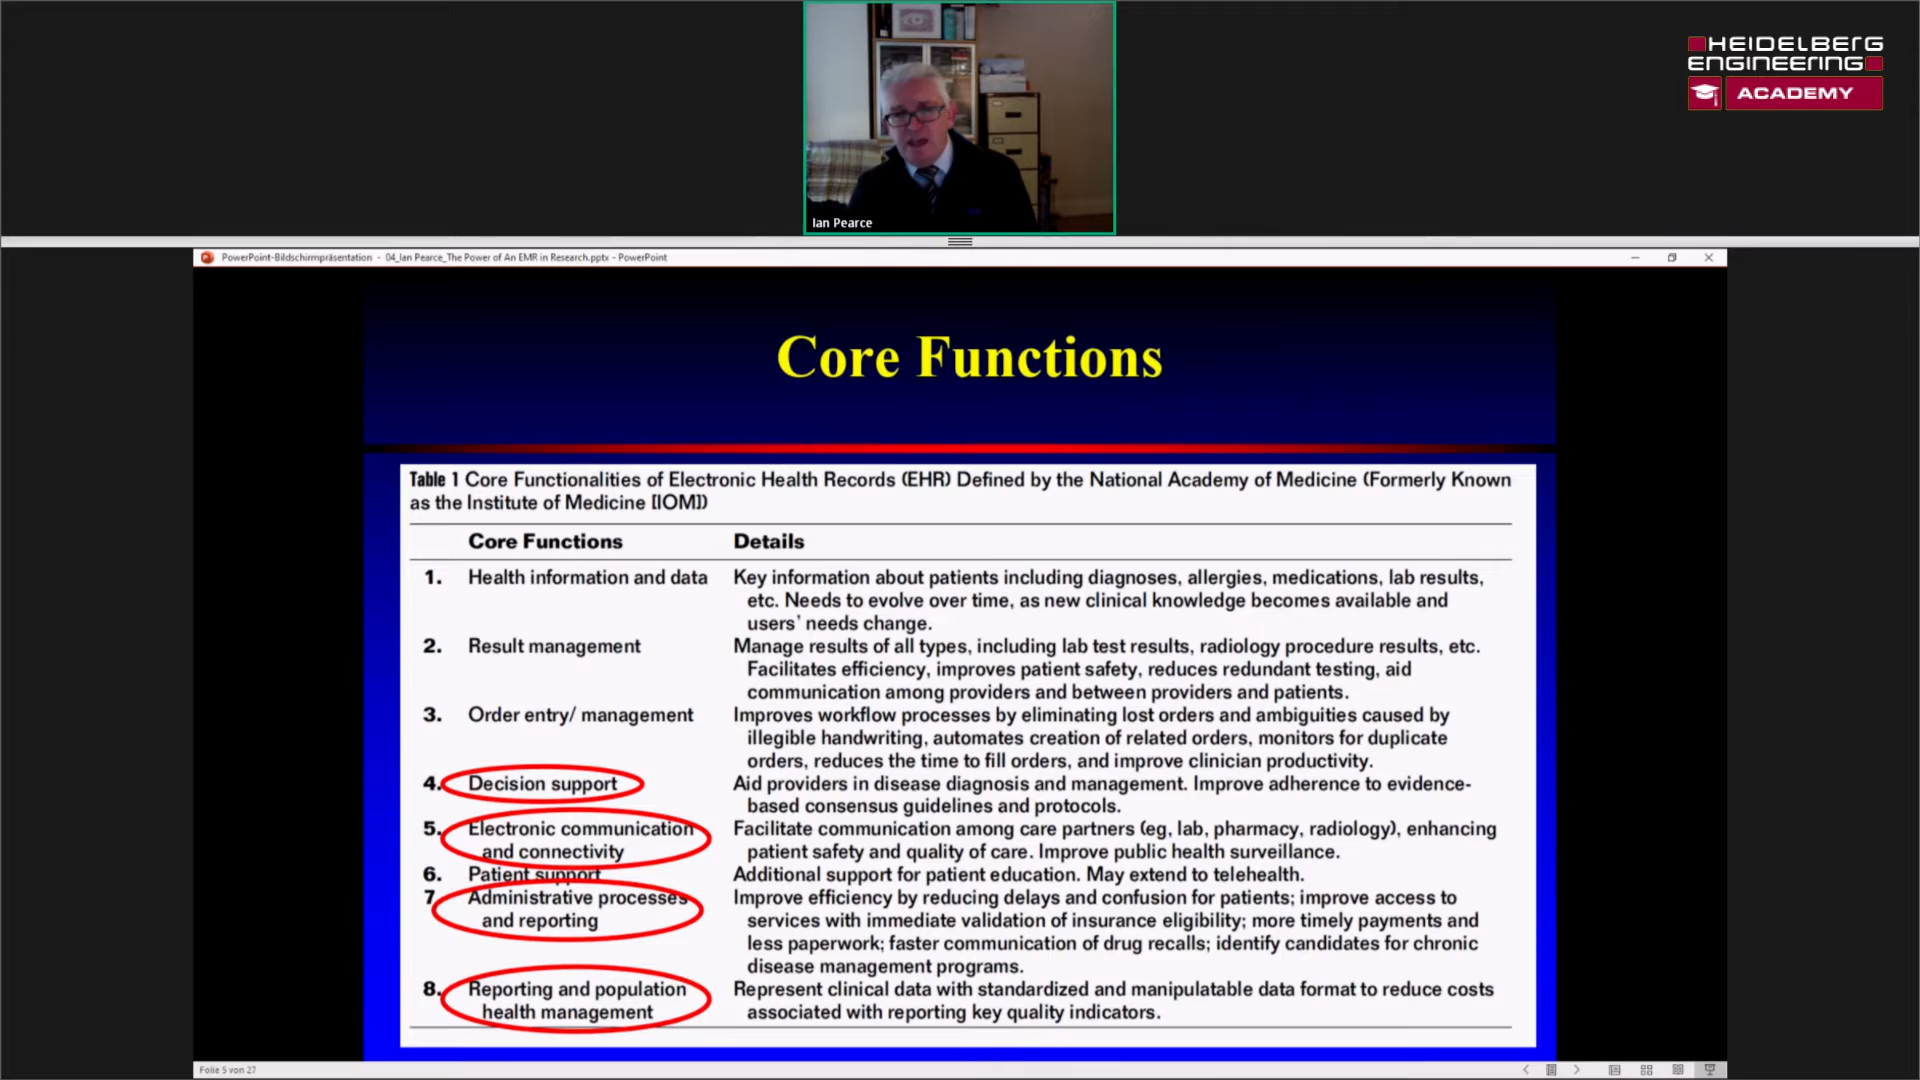 HEIDELBERG
ENGINEERING
ACADEMY
Ian Pearce
PowerPoint-Bildschirmpräsentation - 04_Ian Pearce_The Power of An EMR in Research.pptx - PowerPoint
Core Functions
Table 1 Core Functionalities of Electronic Health Records (EHR) Defined by the National Academy of Medicine (Formerly Known
as the Institute of Medicine [IOM])
Core Functions Details
1. Health information and data Key information about patients including diagnoses, allergies, medications, lab results,
etc. Needs to evolve over time, as new clinical knowledge becomes available and
users' needs change.
2. Result management Manage results of all types, including lab test results, radiology procedure results, etc.
Facilitates efficiency, improves patient safety, reduces redundant testing, aid
communication among providers and between providers and patients.
3. Order entry/ management Improves workflow processes by eliminating lost orders and ambiguities caused by
illegible handwriting, automates creation of related orders, monitors for duplicate
orders, reduces the time to fill orders, and improve clinician productivity.
4. Decision support Aid providers in disease diagnosis and management. Improve adherence to evidence-
based consensus guidelines and protocols.
5. Electronic communication Facilitate communication among care partners (eg, lab, pharmacy, radiology), enhancing
and connectivity patient safety and quality of care. Improve public health surveillance.
6. Patient support Additional support for patient education. May extend to telehealth.
7. Administrative processes Improve efficiency by reducing delays and confusion for patients; improve access to
and reporting services with immediate validation of insurance eligibility; more timely payments and
less paperwork; faster communication of drug recalls; identify candidates for chronic
disease management programs.
8. Reporting and population Represent clinical data with standardized and manipulatable data format to reduce costs
health management associated with reporting key quality indicators.
Folie 5 von 27